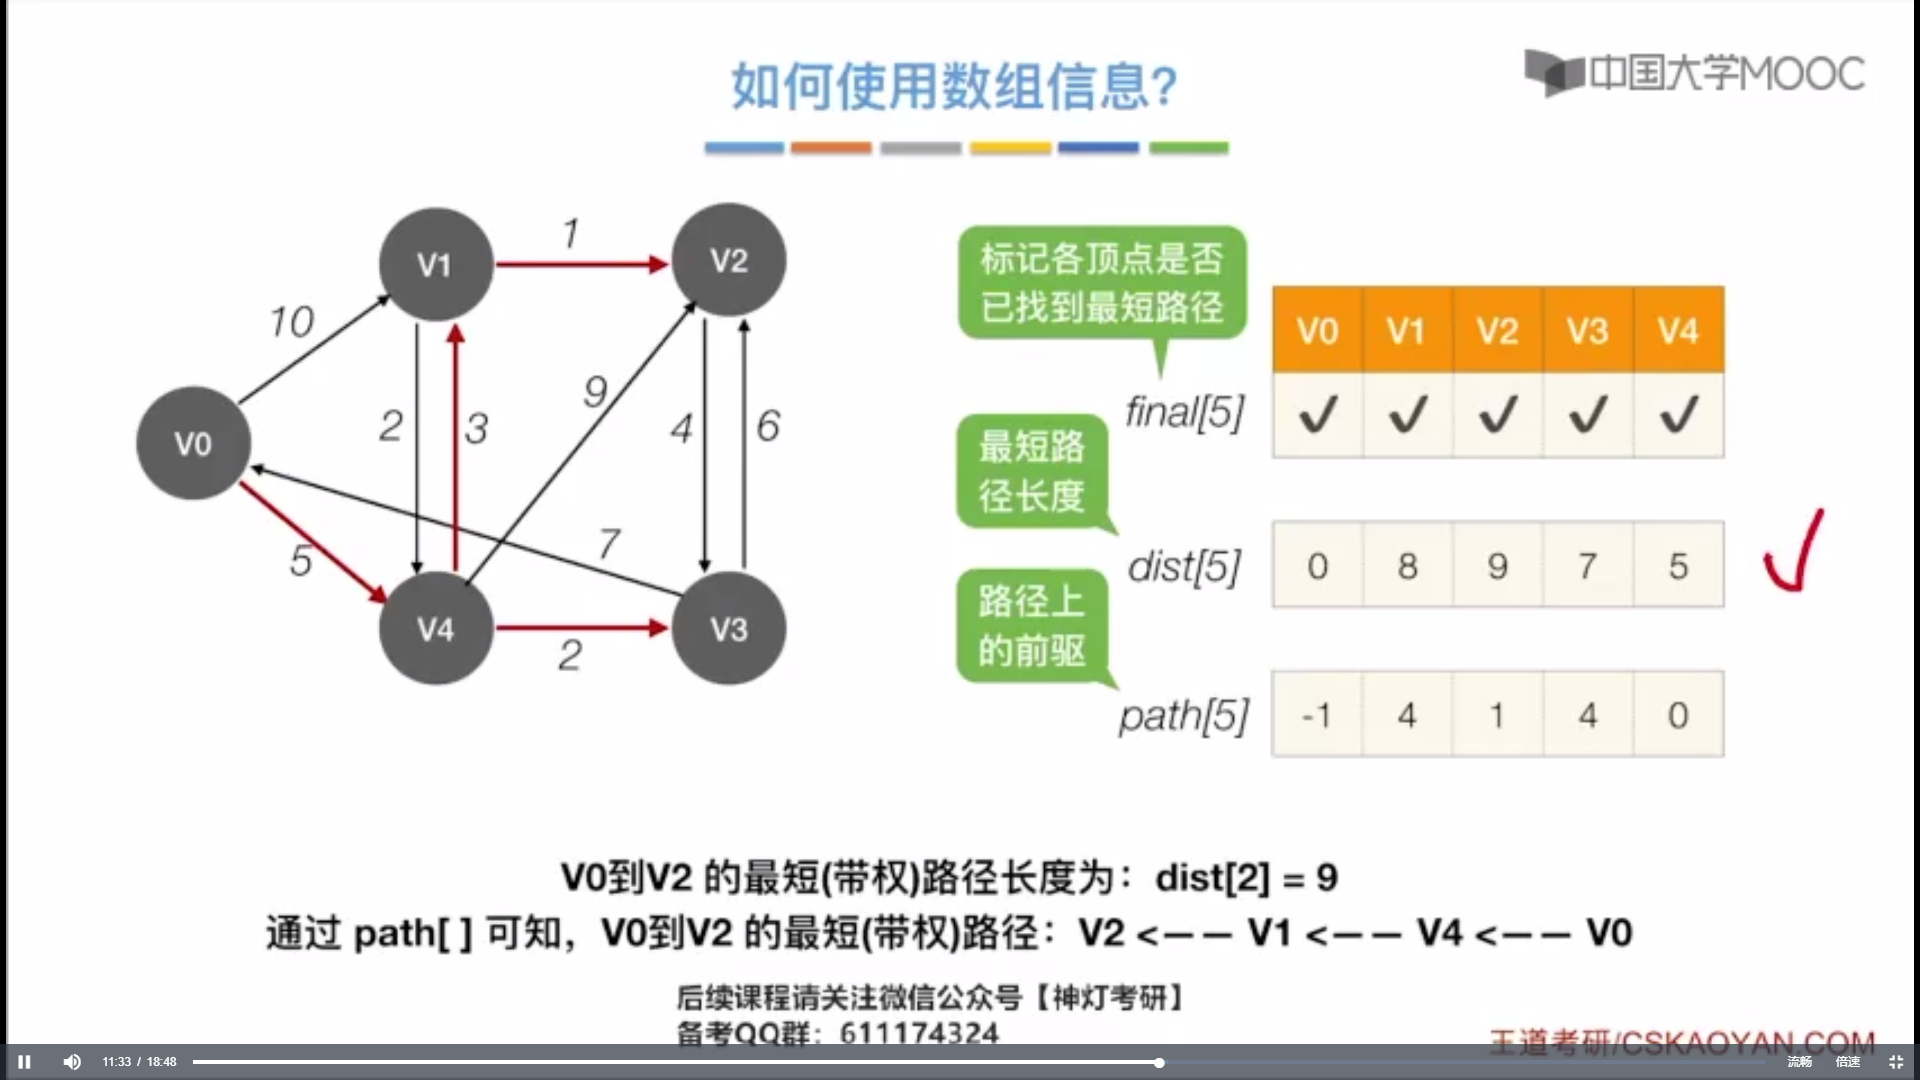 如何使用数组信息?
中国大学MOOC
V1
1
V2
10
V0
2
3
9
4
6
5
7
V4
2
V3
标记各顶点是否
已找到最短路径
V0 V1 V2 V3 V4
final[5] ✓ ✓ ✓ ✓ ✓
最短路
径长度
dist[5] 0 8 9 7 5
路径上
的前驱
path[5] -1 4 1 4 0
V0到V2 的最短(带权)路径长度为：dist[2] = 9
通过 path[ ] 可知，V0到V2 的最短(带权)路径：V2 <−− V1 <−− V4 <−− V0
后续课程请关注微信公众号【神灯考研】
备考QQ群：611174324
王道考研/CSKAOYAN.COM
11:33 / 18:48
流畅 倍速